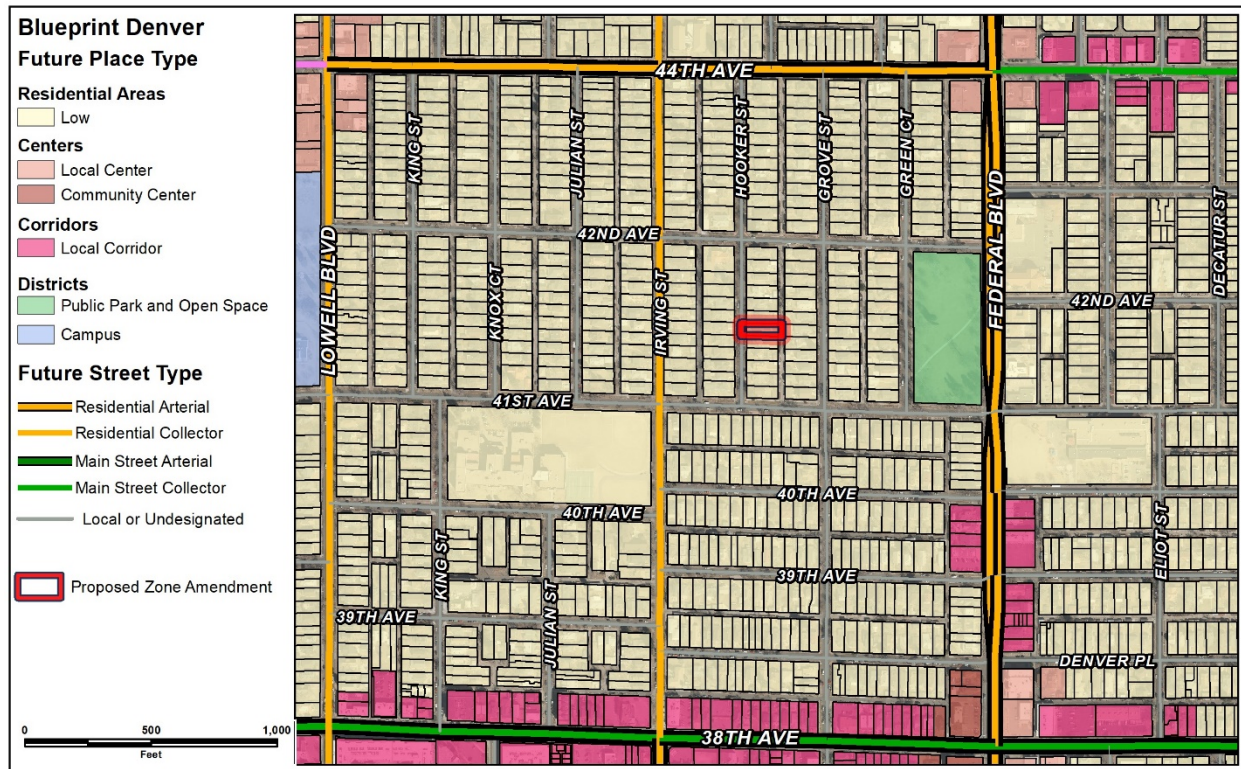 Blueprint Denver
Future Place Type
Residential Areas
Low
Centers
Local Center
Community Center
Corridors
Local Corridor
Districts
Public Park and Open Space
Campus
Future Street Type
Residential Arterial
Residential Collector
Main Street Arterial
Main Street Collector
Local or Undesignated
Proposed Zone Amendment
0 500 1,000
Feet
44TH AVE
KING ST
JULIAN ST
HOOKER ST
GROVE ST
GREEN CT
FEDERAL BLVD
DECATUR ST
42ND AVE
LOWELL BLVD
KNOX CT
IRVING ST
42ND AVE
41ST AVE
40TH AVE
40TH AVE
KING ST
ELIOT ST
39TH AVE
JULIAN ST
39TH AVE
DENVER PL
38TH AVE